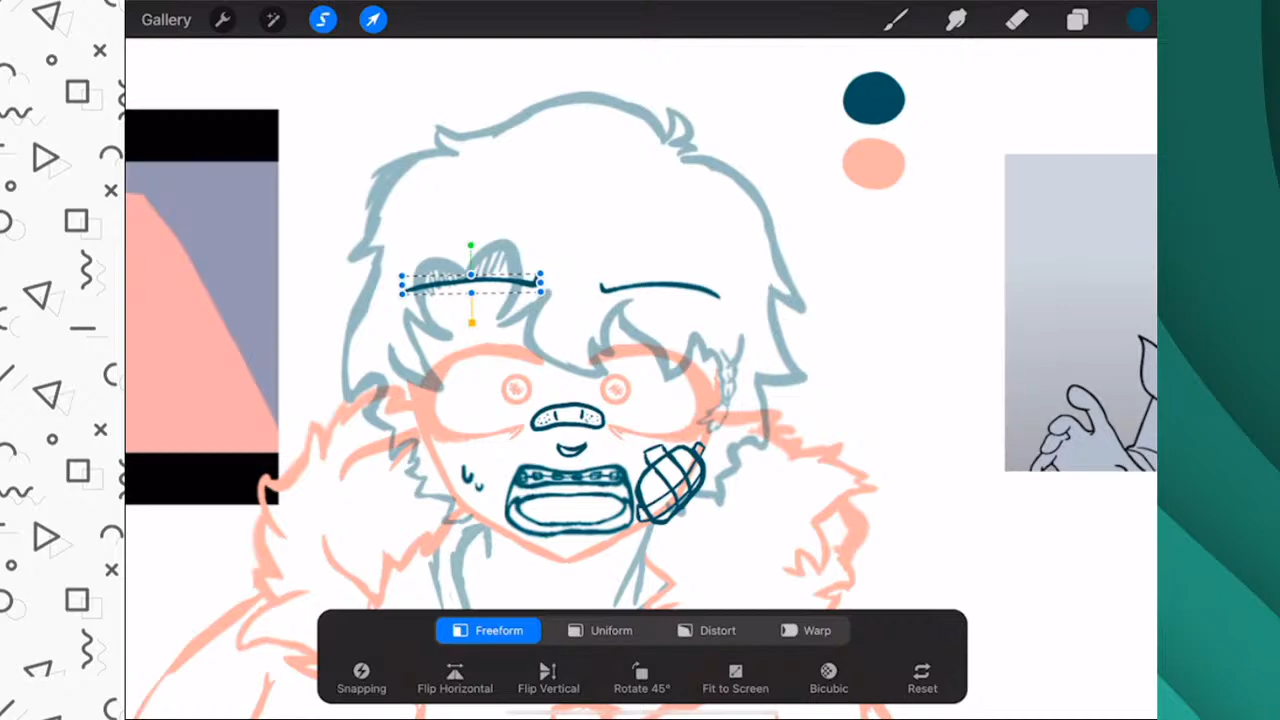 Gallery
Freeform Uniform Distort Warp
Snapping Flip Horizontal Flip Vertical Rotate 45° Fit to Screen Bicubic Reset